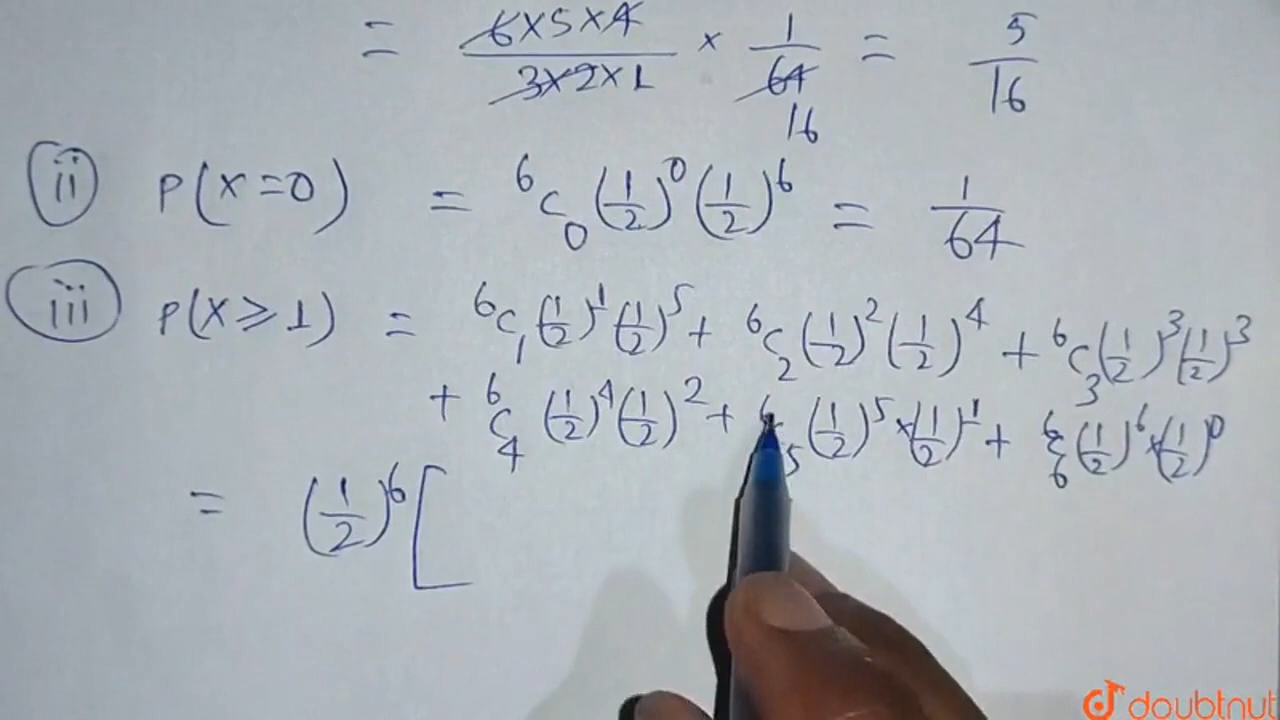 = 6×5×4 / 3×2×1 × 1/64 = 5/16
16
(ii) P(X=0) = ⁶C₀ (1/2)⁰ (1/2)⁶ = 1/64
(iii) P(X≥1) = ⁶C₁ (1/2)¹ (1/2)⁵ + ⁶C₂ (1/2)² (1/2)⁴ + ⁶C₃ (1/2)³ (1/2)³
+ ⁶C₄ (1/2)⁴ (1/2)² + ⁶C₅ (1/2)⁵ × (1/2)¹ + ⁶C₆ (1/2)⁶ × (1/2)⁰
= (1/2)⁶ [
doubtnut